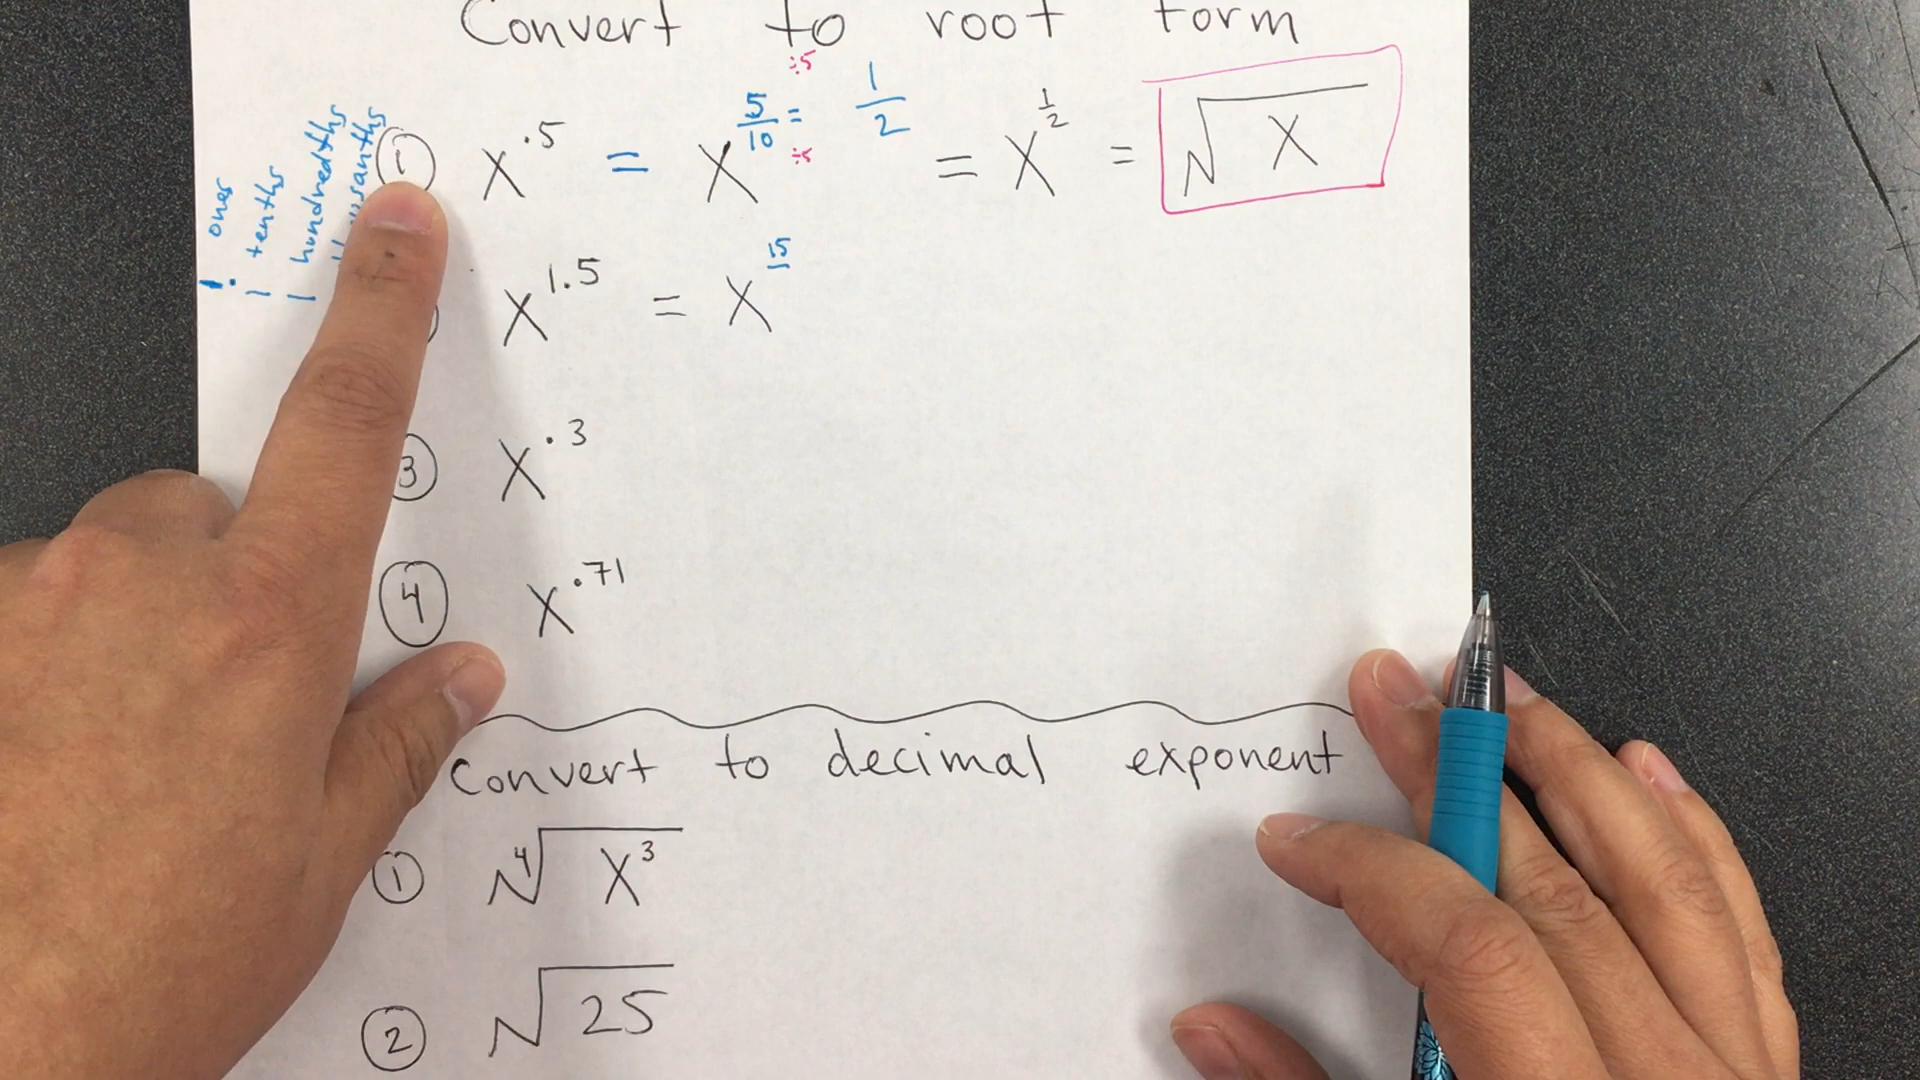 Convert to root form
① x^.5 = x^5/10 ÷5 = ÷5 1/2 = x^1/2 = √x
x^1.5 = x^15
③ x^.3
④ x^.71
ones
tenths
hundredths
Convert to decimal exponent
① ⁴√x³
② √25